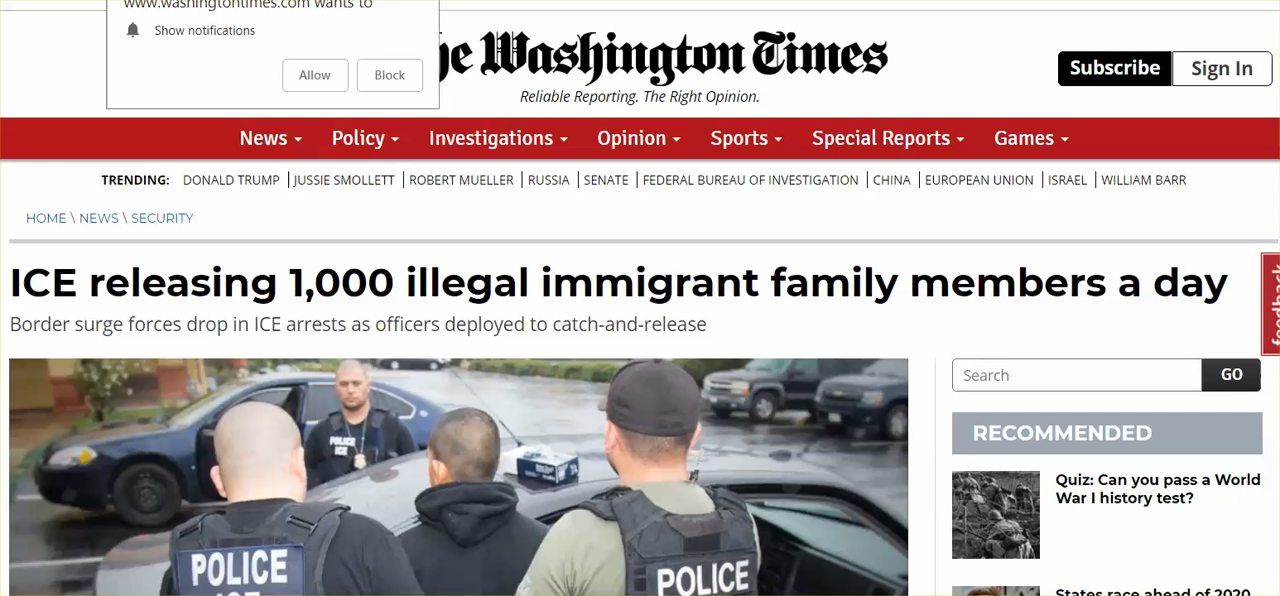 www.washingtontimes.com wants to
Show notifications
Allow Block
The Washington Times
Reliable Reporting. The Right Opinion.
Subscribe Sign In
News Policy Investigations Opinion Sports Special Reports Games
TRENDING: DONALD TRUMP | JUSSIE SMOLLETT | ROBERT MUELLER | RUSSIA | SENATE | FEDERAL BUREAU OF INVESTIGATION | CHINA | EUROPEAN UNION | ISRAEL | WILLIAM BARR
HOME \ NEWS \ SECURITY
ICE releasing 1,000 illegal immigrant family members a day
feedback
Border surge forces drop in ICE arrests as officers deployed to catch-and-release
Search GO
RECOMMENDED
POLICE
ICE
Quiz: Can you pass a World
War I history test?
POLICE
ICE
POLICE
States race ahead of 2020